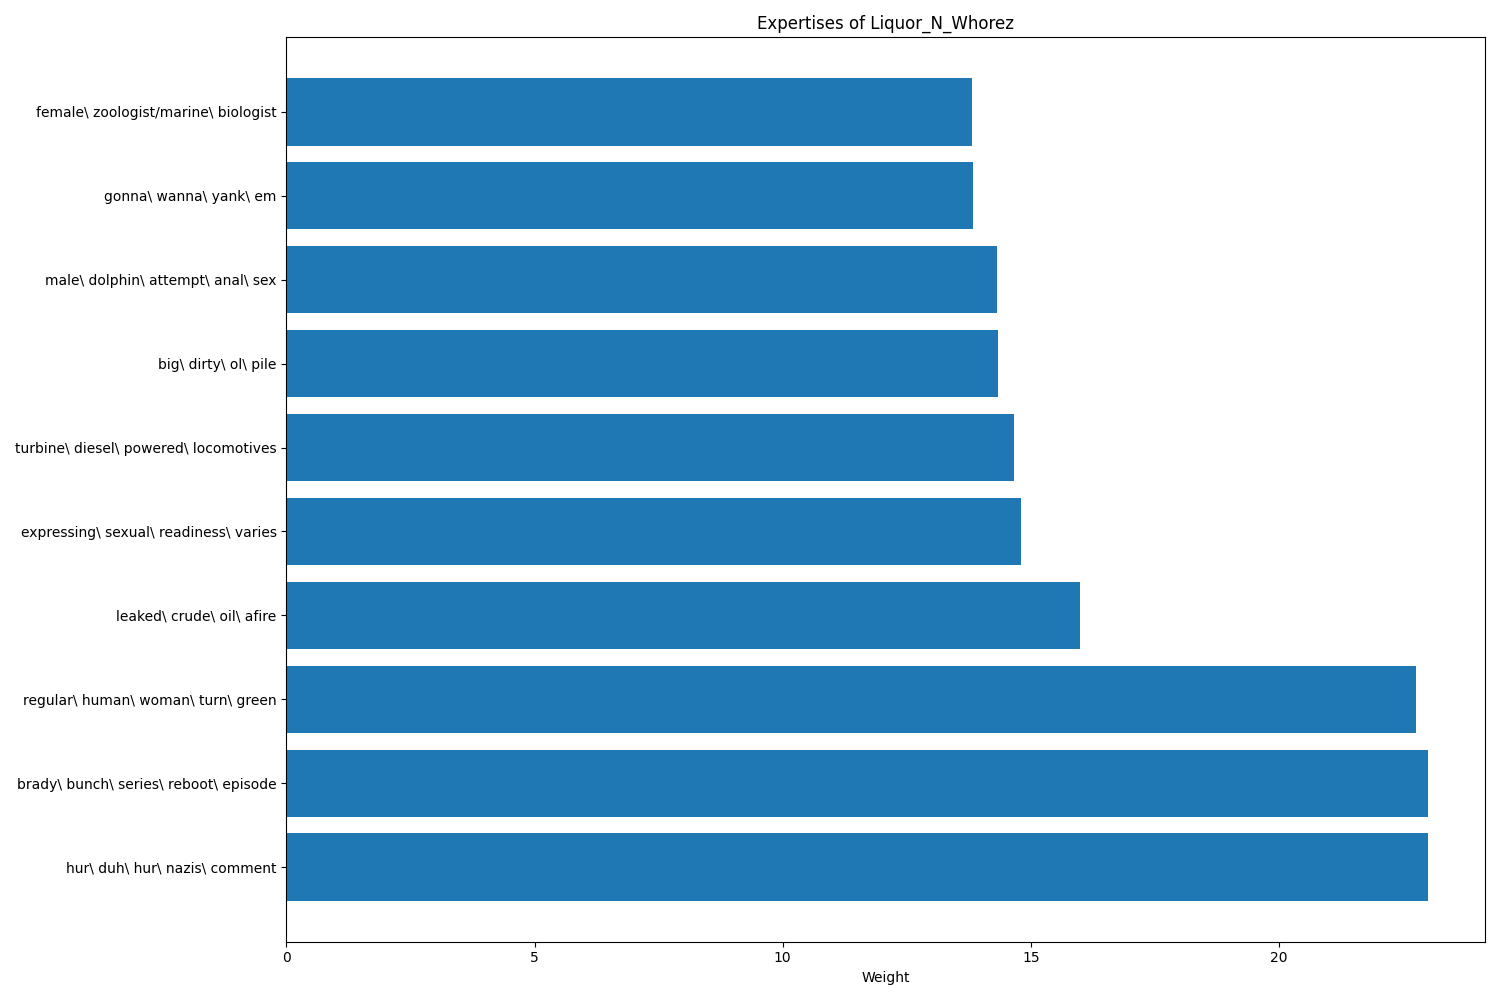 Expertises of Liquor_N_Whorez
female\ zoologist/marine\ biologist
gonna\ wanna\ yank\ em
male\ dolphin\ attempt\ anal\ sex
big\ dirty\ ol\ pile
turbine\ diesel\ powered\ locomotives
expressing\ sexual\ readiness\ varies
leaked\ crude\ oil\ afire
regular\ human\ woman\ turn\ green
brady\ bunch\ series\ reboot\ episode
hur\ duh\ hur\ nazis\ comment
0 5 10 15 20
Weight